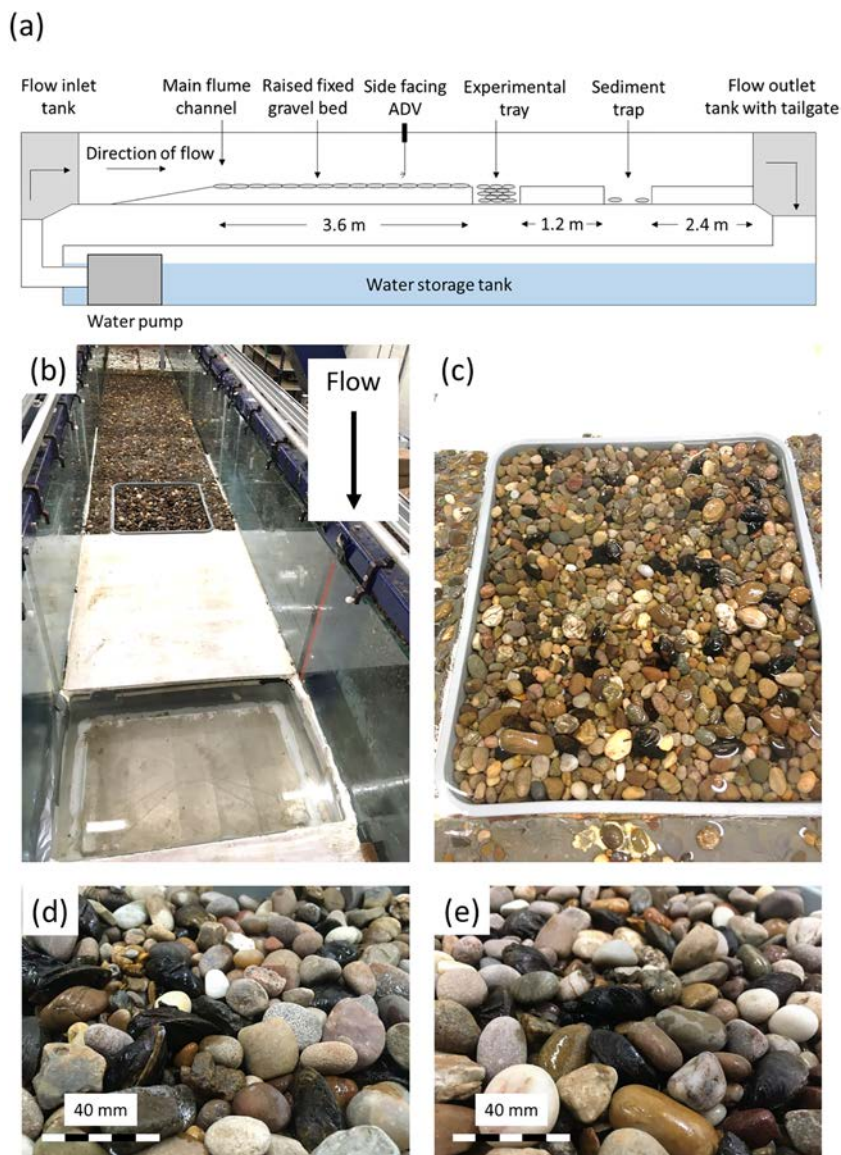 (a)
Flow inlet
tank
Main flume
channel
Raised fixed
gravel bed
Side facing
ADV
Experimental
tray
Sediment
trap
Flow outlet
tank with tailgate
Direction of flow
3.6 m
1.2 m
2.4 m
Water storage tank
Water pump
(b)
Flow
(c)
(d)
40 mm
(e)
40 mm